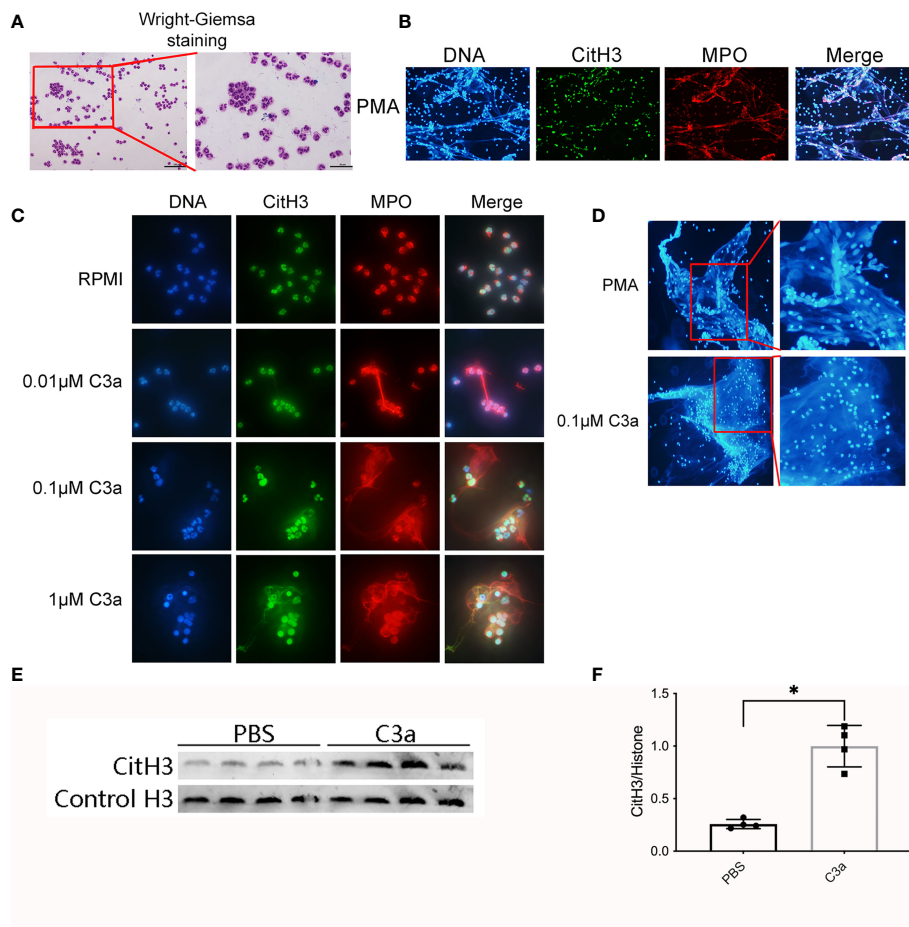 A
Wright-Giemsa
staining
B
DNA CitH3 MPO Merge
PMA
C
DNA CitH3 MPO Merge
RPMI
0.01μM C3a
0.1μM C3a
1μM C3a
D
PMA
0.1μM C3a
E
PBS C3a
CitH3
Control H3
F
*
1.5
1.0
0.5
0.0
CitH3/Histone
PBS
C3a